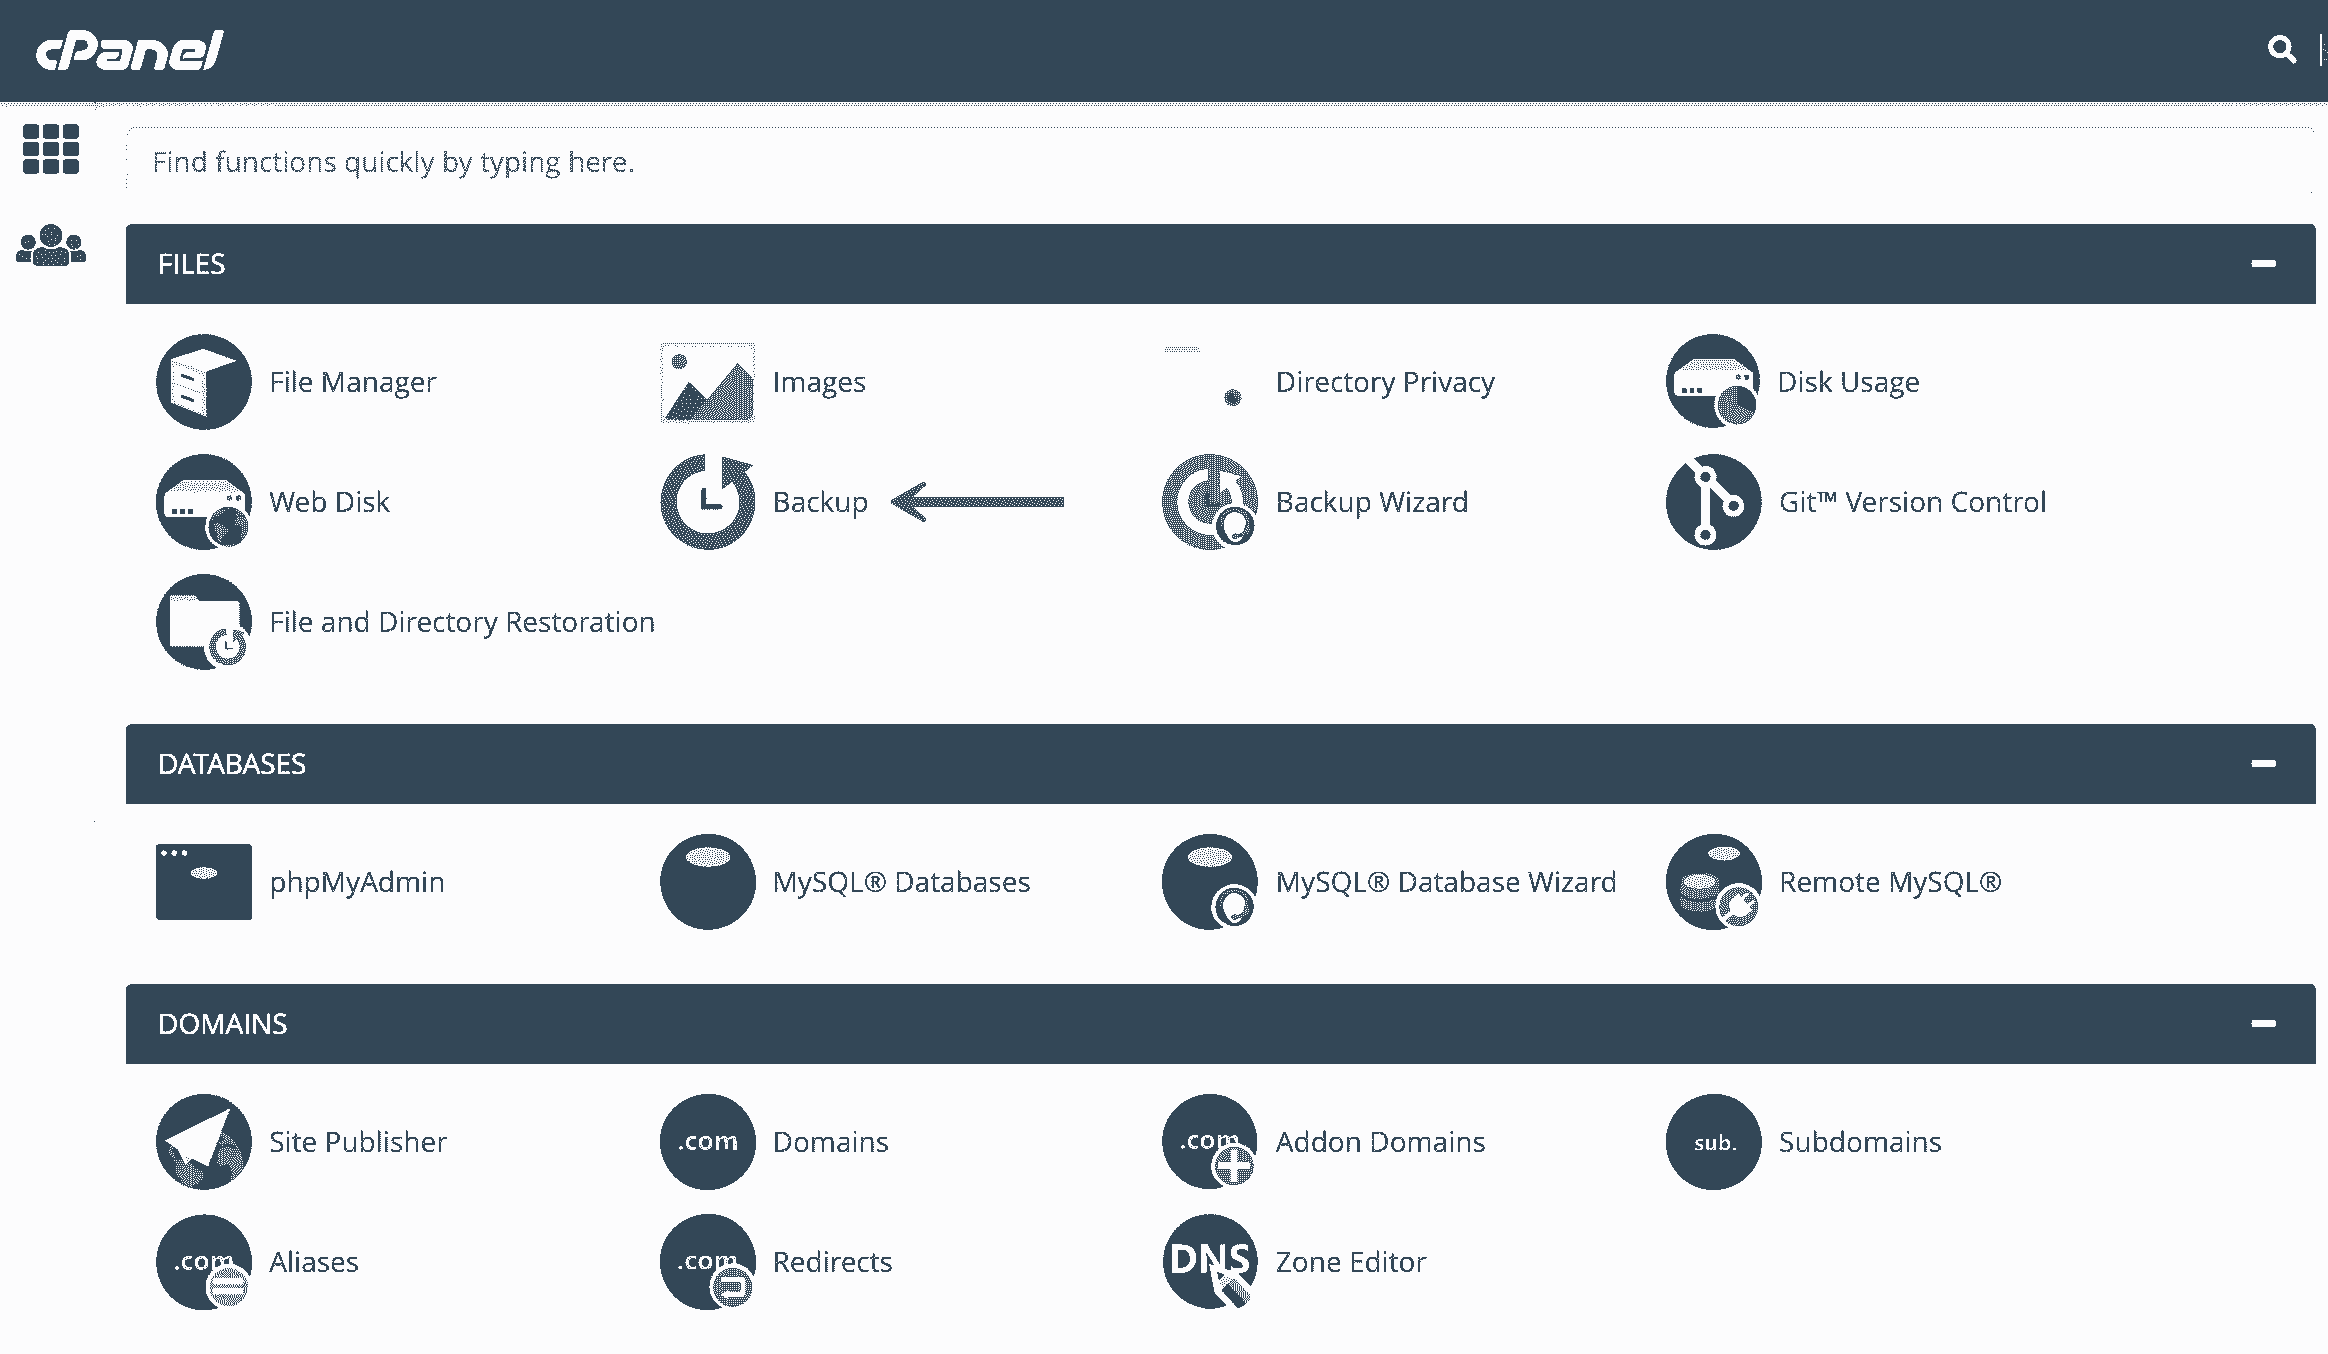 cPanel
Find functions quickly by typing here.
FILES
File Manager
Images
Directory Privacy
Disk Usage
Web Disk
Backup
Backup Wizard
Git™ Version Control
File and Directory Restoration
DATABASES
phpMyAdmin
MySQL® Databases
MySQL® Database Wizard
Remote MySQL®
DOMAINS
Site Publisher
.com Domains
.com Addon Domains
sub. Subdomains
.com Aliases
.com Redirects
DNS Zone Editor